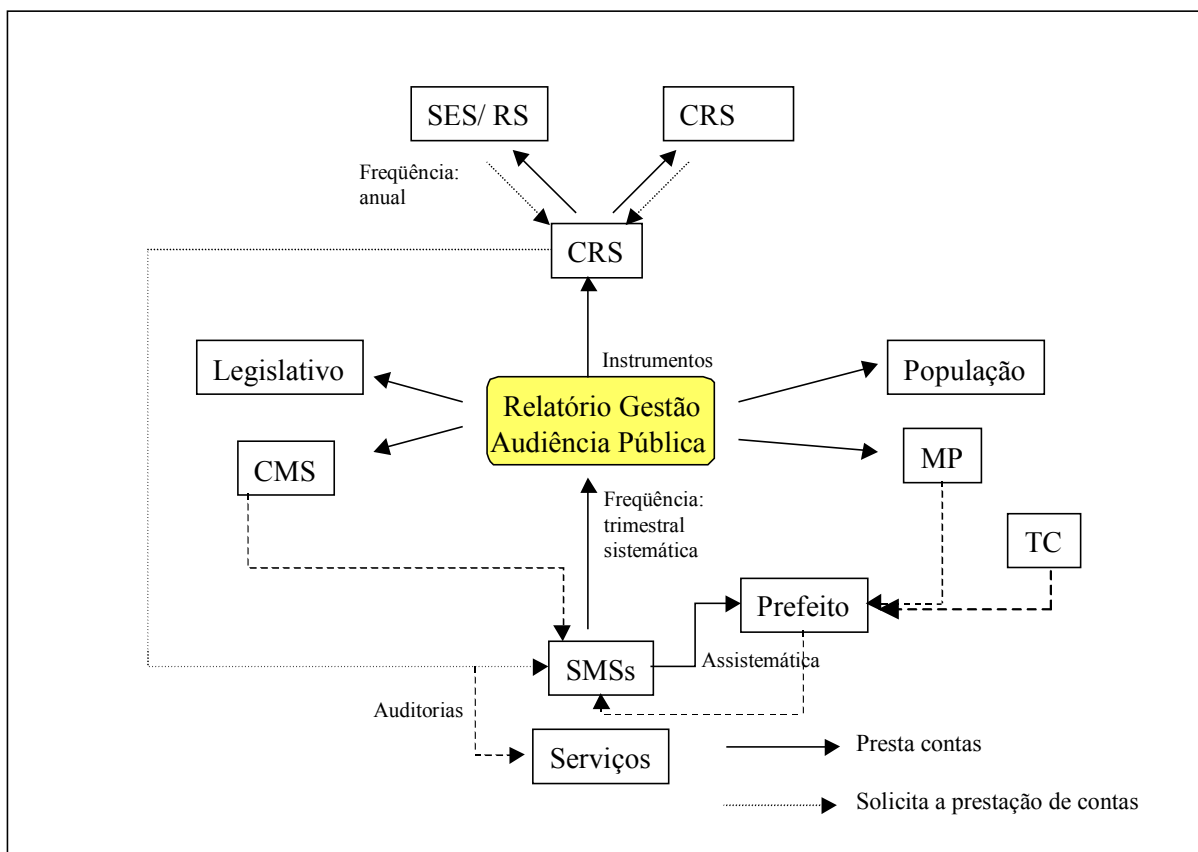 SES/ RS
CRS
Freqüência:
anual
CRS
Legislativo
Instrumentos
População
Relatório Gestão
Audiência Pública
CMS
MP
Freqüência:
trimestral
sistemática
TC
Prefeito
SMSs
Assistemática
Auditorias
Serviços
Presta contas
Solicita a prestação de contas